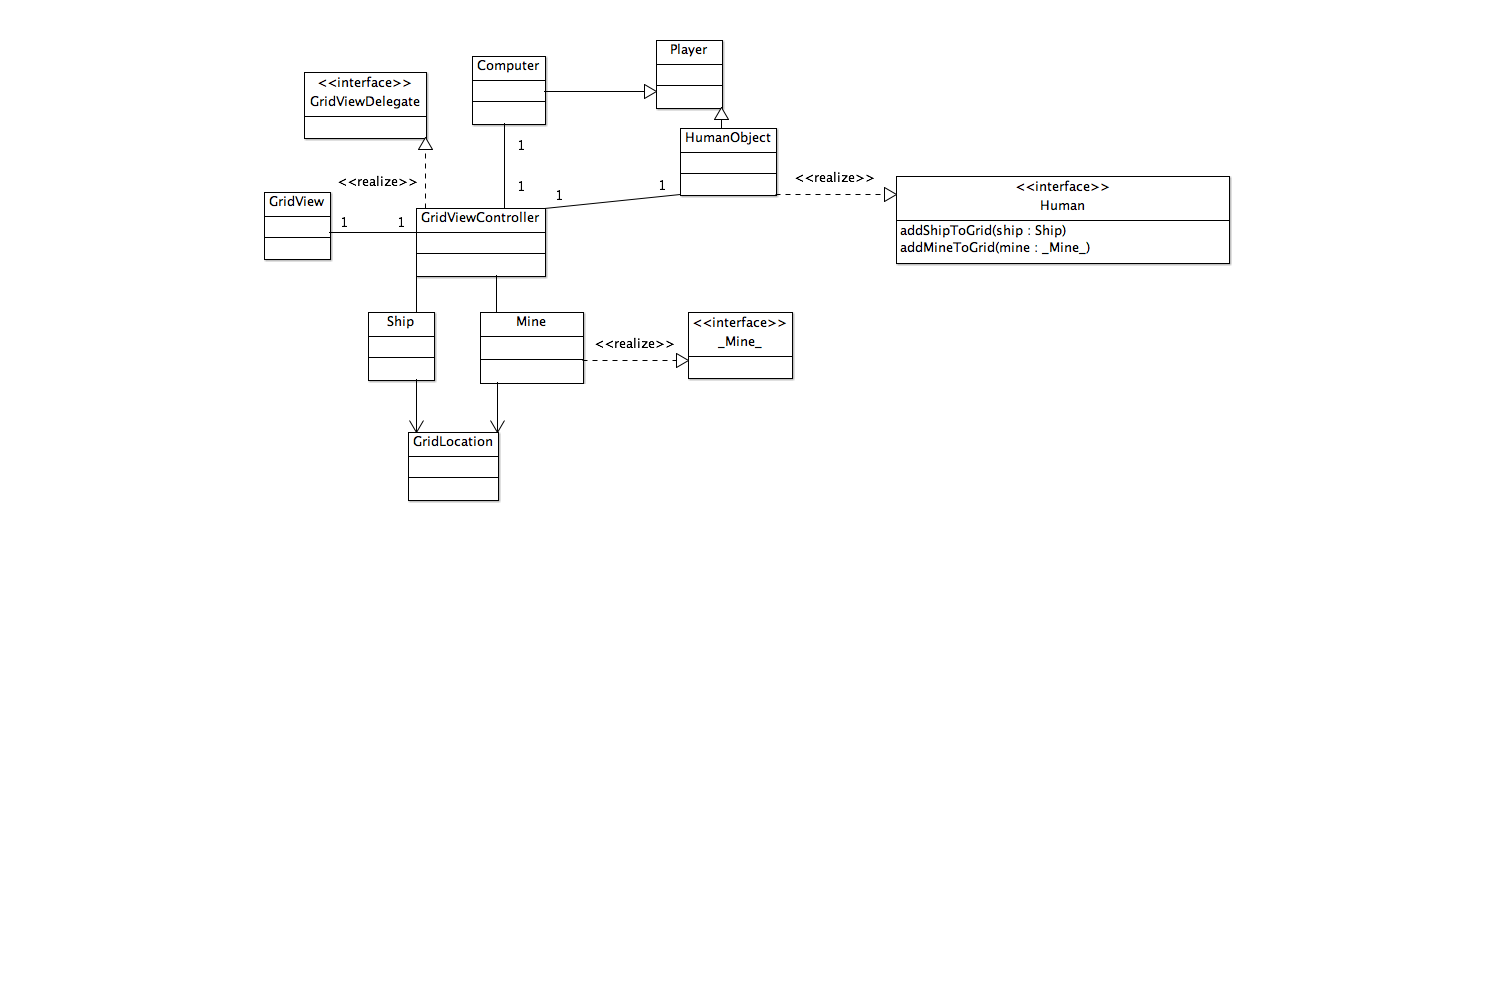 Player
Computer
<<interface>>
GridViewDelegate
HumanObject
1
<<realize>>
<<realize>>
1
1
1
<<interface>>
Human
addShipToGrid(ship : Ship)
addMineToGrid(mine : _Mine_)
GridView
1
1
GridViewController
Ship
Mine
<<interface>>
_Mine_
<<realize>>
GridLocation